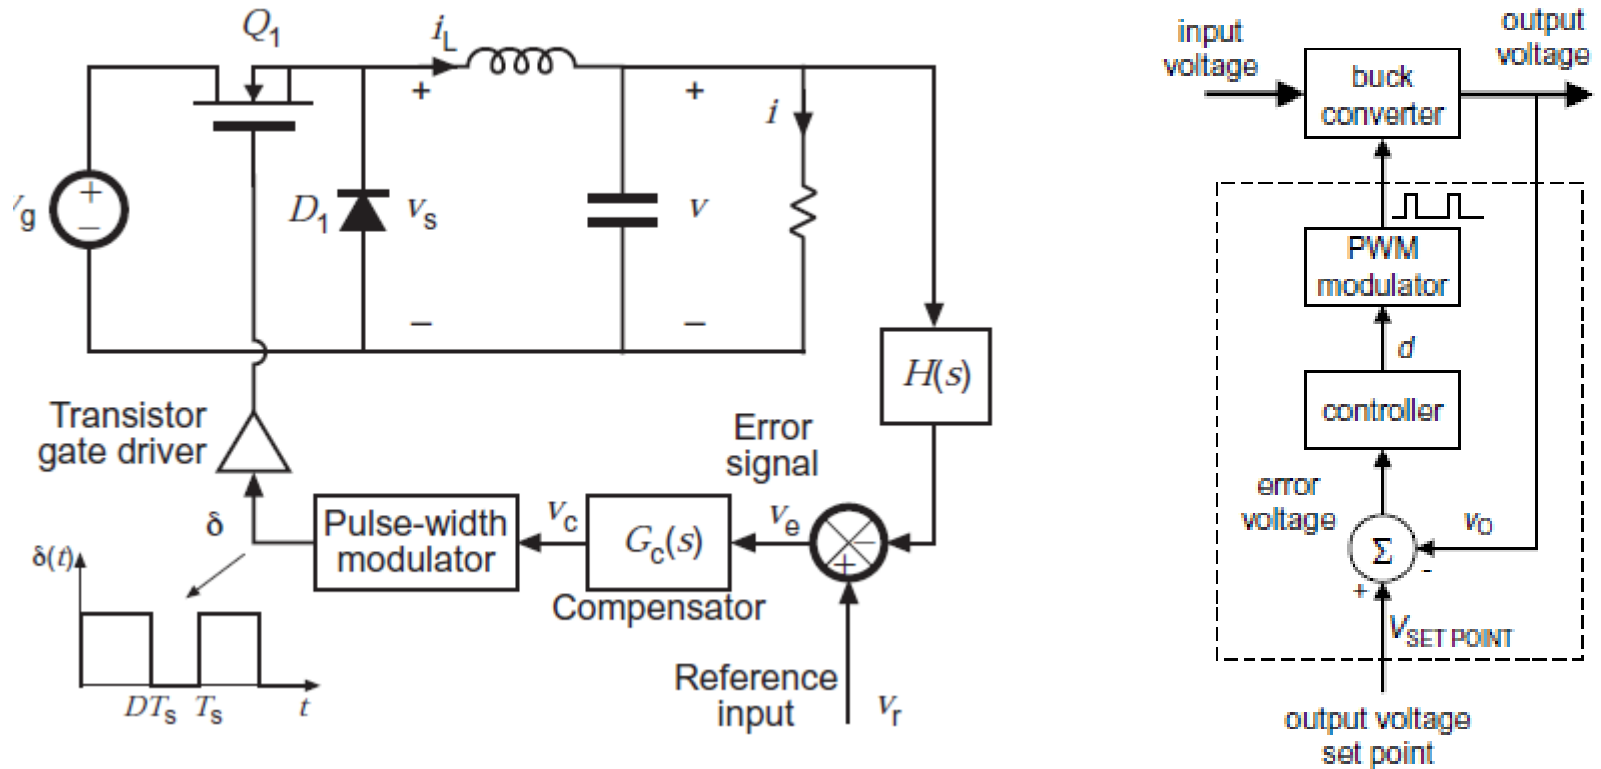 Q1
iL
+
+
i
+
−
Vg
D1
vs
v
−
−
H(s)
Transistor
gate driver
Error
signal
δ
Pulse-width
modulator
vc
Gc(s)
ve
−
+
Compensator
δ(t)
DTs
Ts
t
Reference
input
vr
input
voltage
output
voltage
buck
converter
PWM
modulator
d
controller
error
voltage
vO
Σ
-
+
VSET POINT
output voltage
set point